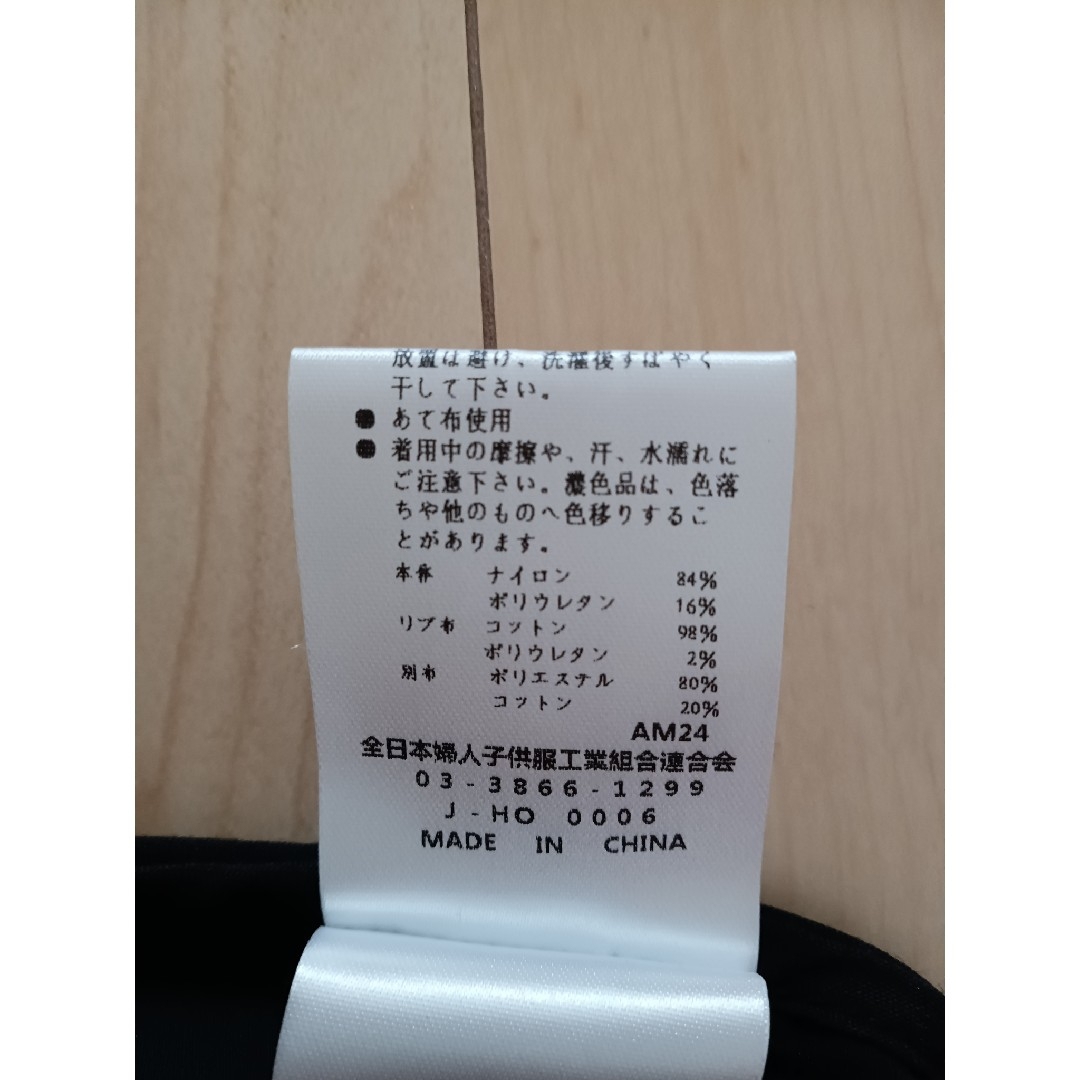 放置は避け、洗濯後すばやく
干して下さい。
● あて布使用
● 着用中の摩擦や、汗、水濡れに
ご注意下さい。濃色品は、色落
ちや他のものへ色移りするこ
とがあります。
本体 ナイロン 84%
ポリウレタン 16%
リブ布 コットン 98%
ポリウレタン 2%
別布 ポリエステル 80%
コットン 20%
AM24
全日本婦人子供服工業組合連合会
03-3866-1299
J-HO 0006
MADE IN CHINA